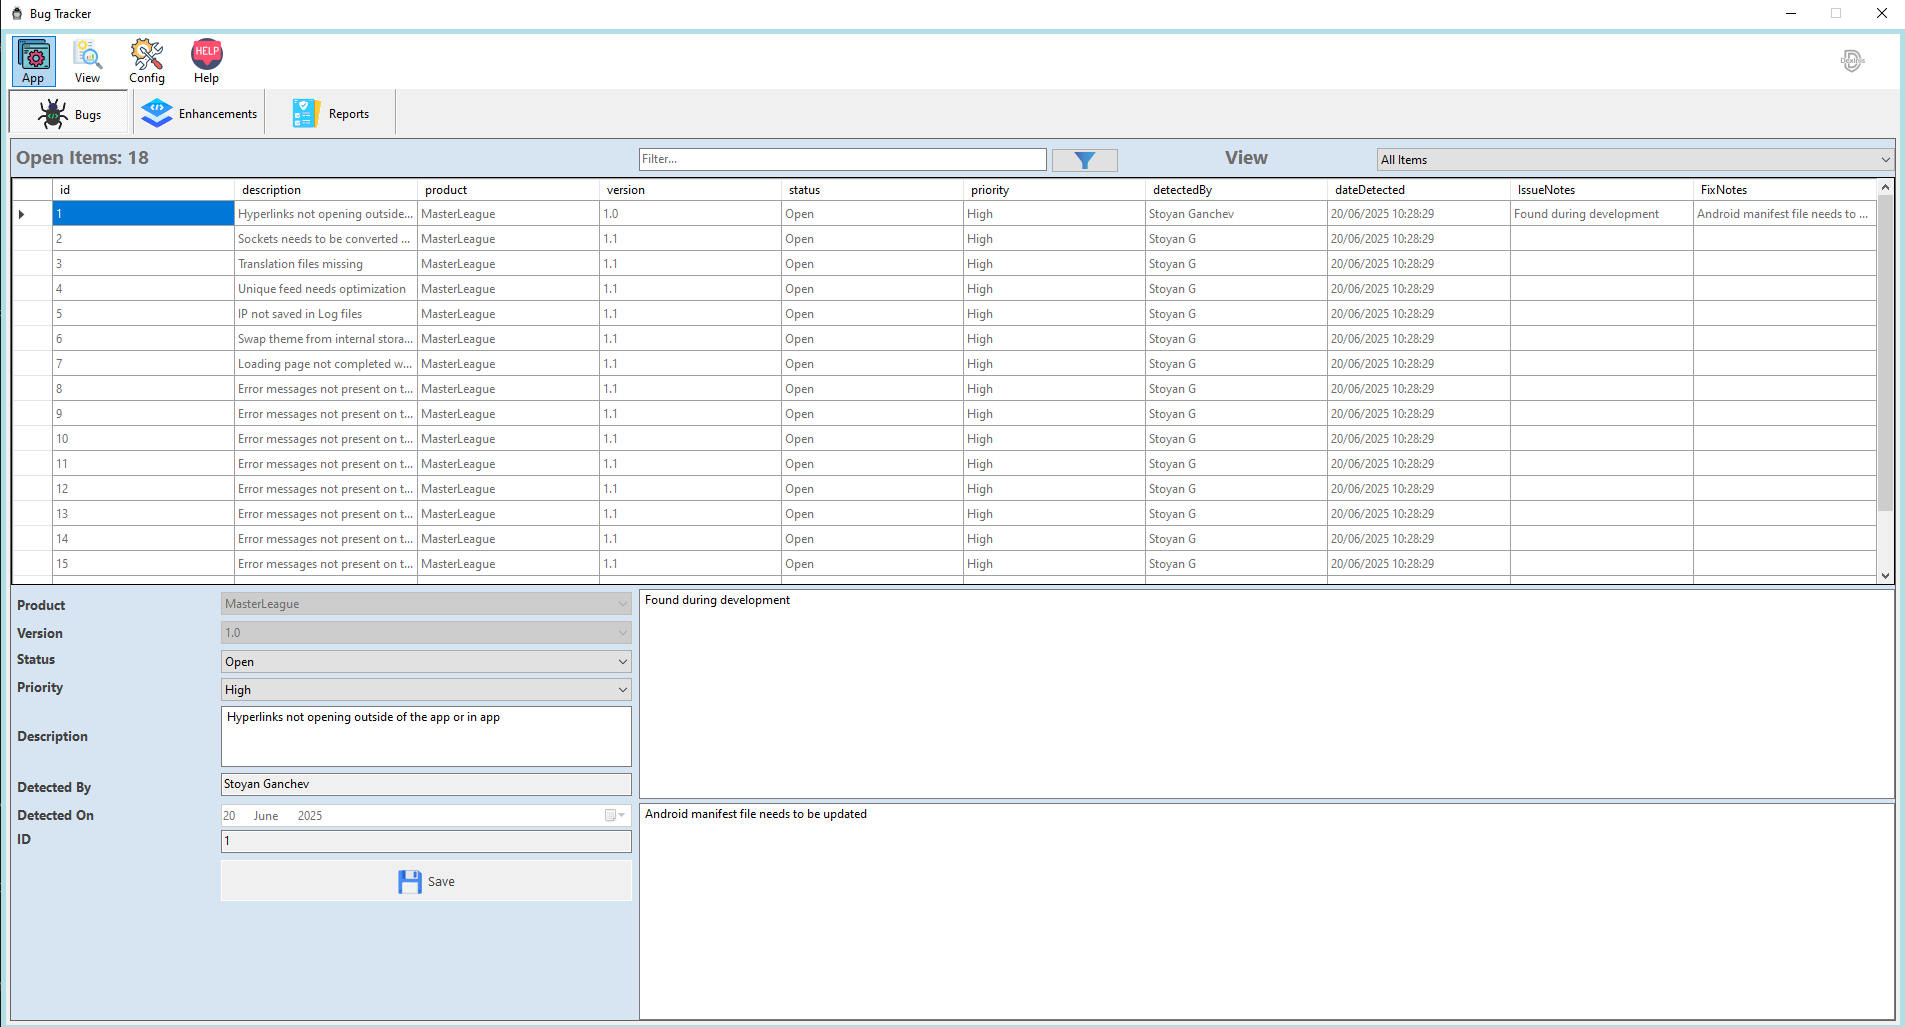 Bug Tracker
App View Config Help
HELP
Dexiris
Bugs Enhancements Reports
Open Items: 18 Filter... View All Items
id description product version status priority detectedBy dateDetected IssueNotes FixNotes
1 Hyperlinks not opening outside... MasterLeague 1.0 Open High Stoyan Ganchev 20/06/2025 10:28:29 Found during development Android manifest file needs to ...
2 Sockets needs to be converted ... MasterLeague 1.1 Open High Stoyan G 20/06/2025 10:28:29
3 Translation files missing MasterLeague 1.1 Open High Stoyan G 20/06/2025 10:28:29
4 Unique feed needs optimization MasterLeague 1.1 Open High Stoyan G 20/06/2025 10:28:29
5 IP not saved in Log files MasterLeague 1.1 Open High Stoyan G 20/06/2025 10:28:29
6 Swap theme from internal stora... MasterLeague 1.1 Open High Stoyan G 20/06/2025 10:28:29
7 Loading page not completed w... MasterLeague 1.1 Open High Stoyan G 20/06/2025 10:28:29
8 Error messages not present on t... MasterLeague 1.1 Open High Stoyan G 20/06/2025 10:28:29
9 Error messages not present on t... MasterLeague 1.1 Open High Stoyan G 20/06/2025 10:28:29
10 Error messages not present on t... MasterLeague 1.1 Open High Stoyan G 20/06/2025 10:28:29
11 Error messages not present on t... MasterLeague 1.1 Open High Stoyan G 20/06/2025 10:28:29
12 Error messages not present on t... MasterLeague 1.1 Open High Stoyan G 20/06/2025 10:28:29
13 Error messages not present on t... MasterLeague 1.1 Open High Stoyan G 20/06/2025 10:28:29
14 Error messages not present on t... MasterLeague 1.1 Open High Stoyan G 20/06/2025 10:28:29
15 Error messages not present on t... MasterLeague 1.1 Open High Stoyan G 20/06/2025 10:28:29
Product MasterLeague
Version 1.0
Status Open
Priority High
Description Hyperlinks not opening outside of the app or in app
Detected By Stoyan Ganchev
Detected On 20 June 2025
ID 1
Save
Found during development
Android manifest file needs to be updated